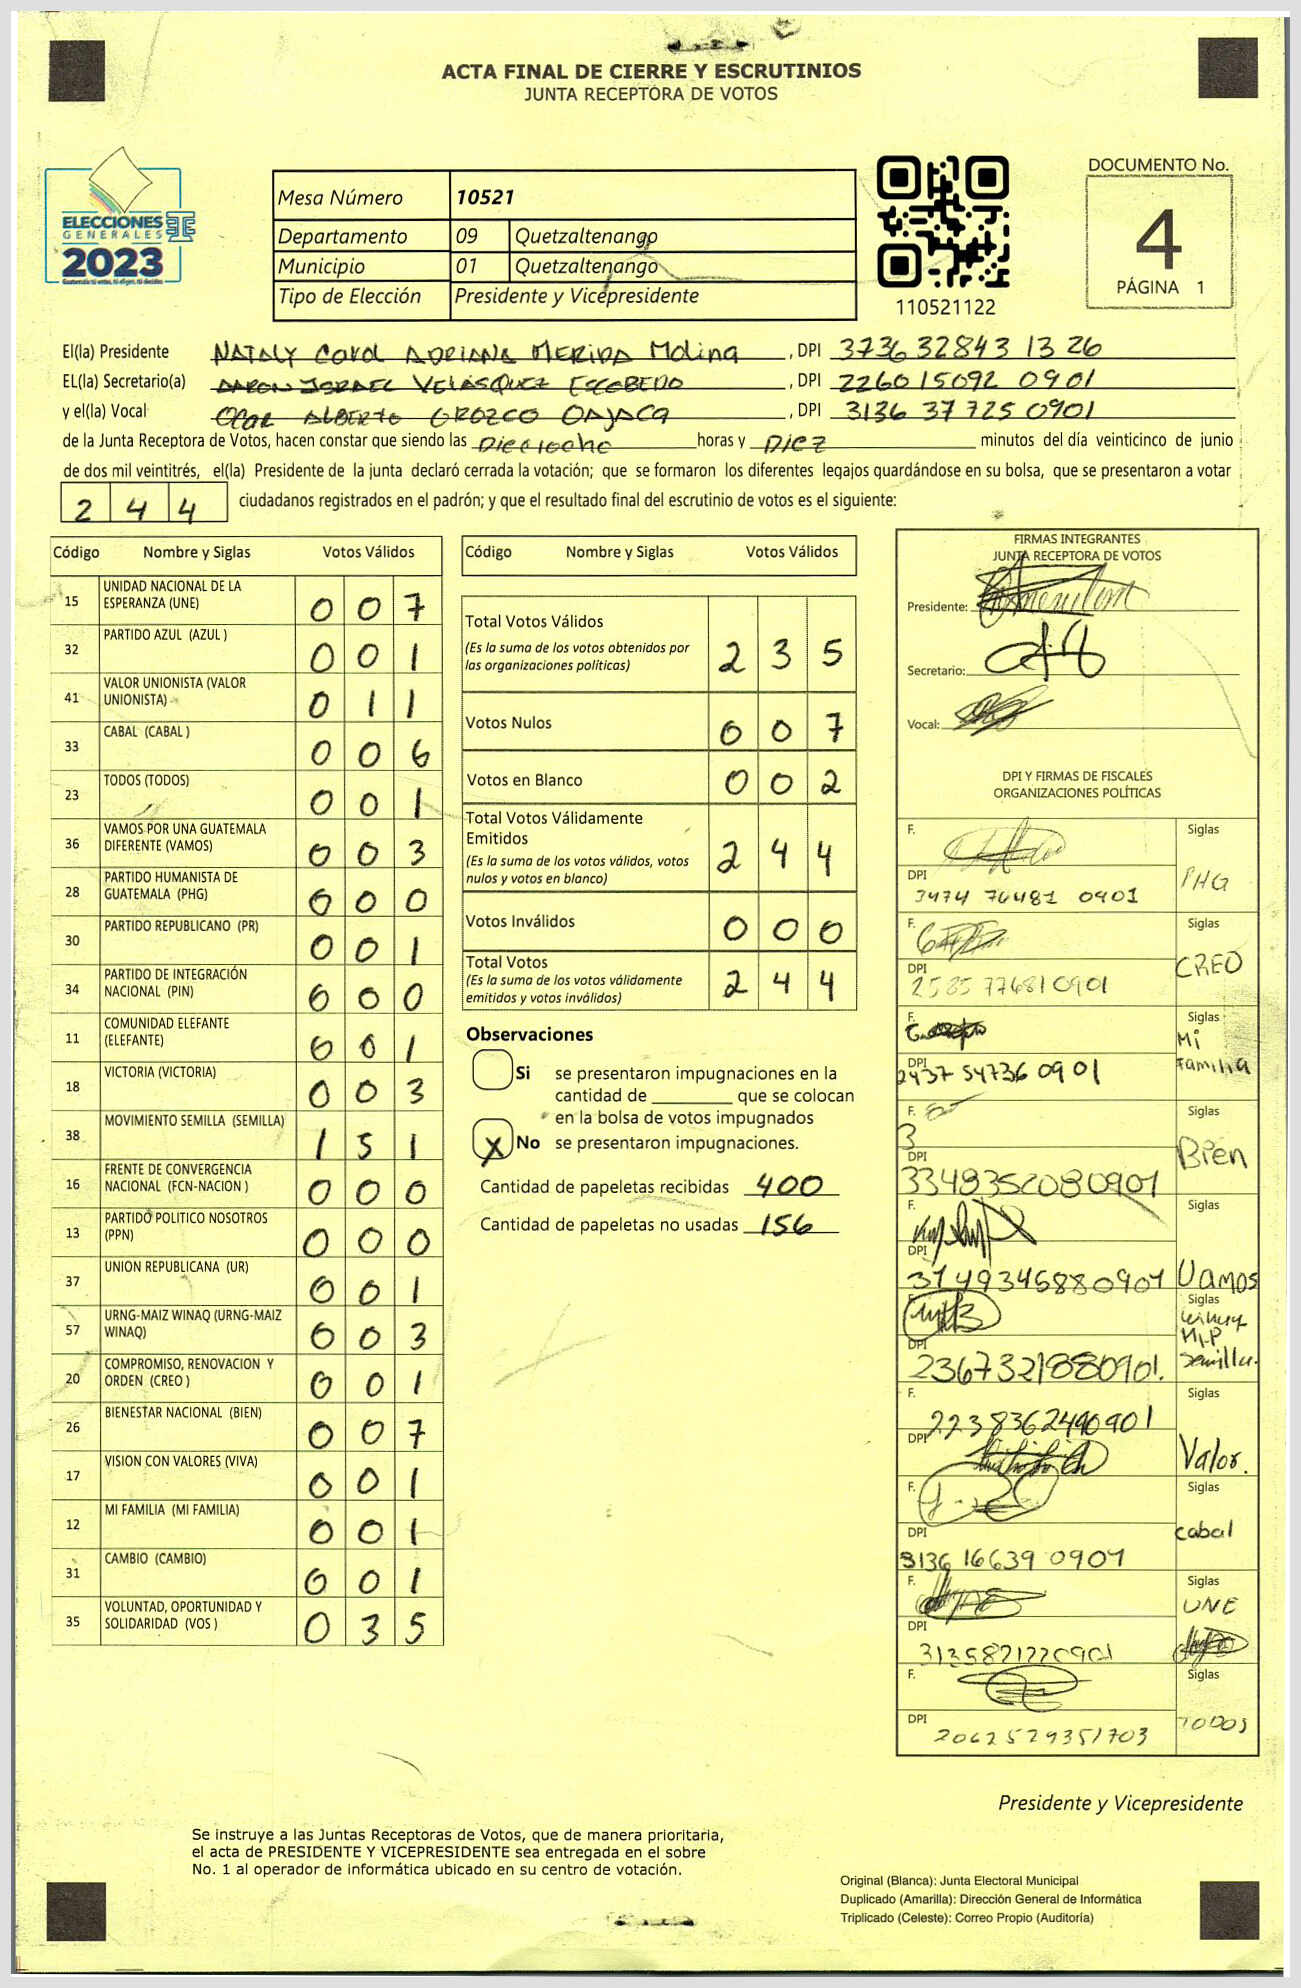 ACTA FINAL DE CIERRE Y ESCRUTINIOS
JUNTA RECEPTORA DE VOTOS
ELECCIONES
GENERALES
2023
Mesa Número 10521
Departamento 09 Quetzaltenango
Municipio 01 Quetzaltenango
Tipo de Elección Presidente y Vicepresidente
110521122
DOCUMENTO No.
4
PÁGINA 1
El(la) Presidente NATALY Carol ADRIANA MERIDA Molina, DPI 3736 32843 1326
EL(la) Secretario(a) AARON ISRAEL VELÁSQUEZ ESCOBEDO, DPI 2260 15092 0901
y el(la) Vocal ALBERTO OROZCO OAJACA, DPI 3136 37725 0901
de la Junta Receptora de Votos, hacen constar que siendo las Dieciocho horas y DIEZ minutos del día veinticinco de junio
de dos mil veintitrés, el(la) Presidente de la junta declaró cerrada la votación; que se formaron los diferentes legajos guardándose en su bolsa, que se presentaron a votar
2 4 4 ciudadanos registrados en el padrón; y que el resultado final del escrutinio de votos es el siguiente:
Código Nombre y Siglas Votos Válidos
15 UNIDAD NACIONAL DE LA ESPERANZA (UNE) 0 0 7
32 PARTIDO AZUL (AZUL ) 0 0 1
41 VALOR UNIONISTA (VALOR UNIONISTA) 0 1 1
33 CABAL (CABAL ) 0 0 6
23 TODOS (TODOS) 0 0 1
36 VAMOS POR UNA GUATEMALA DIFERENTE (VAMOS) 0 0 3
28 PARTIDO HUMANISTA DE GUATEMALA (PHG) 0 0 0
30 PARTIDO REPUBLICANO (PR) 0 0 1
34 PARTIDO DE INTEGRACIÓN NACIONAL (PIN) 0 0 0
11 COMUNIDAD ELEFANTE (ELEFANTE) 0 0 1
18 VICTORIA (VICTORIA) 0 0 3
38 MOVIMIENTO SEMILLA (SEMILLA) 1 5 1
16 FRENTE DE CONVERGENCIA NACIONAL (FCN-NACION ) 0 0 0
13 PARTIDO POLITICO NOSOTROS (PPN) 0 0 0
37 UNION REPUBLICANA (UR) 0 0 1
57 URNG-MAIZ WINAQ (URNG-MAIZ WINAQ) 0 0 3
20 COMPROMISO, RENOVACION Y ORDEN (CREO ) 0 0 1
26 BIENESTAR NACIONAL (BIEN) 0 0 7
17 VISION CON VALORES (VIVA) 0 0 1
12 MI FAMILIA (MI FAMILIA) 0 0 1
31 CAMBIO (CAMBIO) 0 0 1
35 VOLUNTAD, OPORTUNIDAD Y SOLIDARIDAD (VOS ) 0 3 5
Código Nombre y Siglas Votos Válidos
Total Votos Válidos 2 3 5
(Es la suma de los votos obtenidos por
las organizaciones políticas)
Votos Nulos 0 0 7
Votos en Blanco 0 0 2
Total Votos Válidamente
Emitidos 2 4 4
(Es la suma de los votos válidos, votos
nulos y votos en blanco)
Votos Inválidos 0 0 0
Total Votos 2 4 4
(Es la suma de los votos válidamente
emitidos y votos inválidos)
Observaciones
Si se presentaron impugnaciones en la
cantidad de ________ que se colocan
en la bolsa de votos impugnados
X No se presentaron impugnaciones.
Cantidad de papeletas recibidas 400
Cantidad de papeletas no usadas 156
FIRMAS INTEGRANTES
JUNTA RECEPTORA DE VOTOS
Presidente:
Secretario:
Vocal:
DPI Y FIRMAS DE FISCALES
ORGANIZACIONES POLÍTICAS
F. Siglas
PHG
DPI
3474 70481 0901
F. Siglas
CREO
DPI
2585 77681 0901
F. Siglas
Mi
Familia
DPI
2437 54736 0901
F. Siglas
3
Bien
DPI
3348352080901
F. Siglas
DPI
3749346880901 Vamos
F. Siglas
winaq
MLP
Semilla.
DPI
2367321880901.
F. Siglas
2238362490901
DPI
Valor.
F. Siglas
cabal
DPI
3136 16639 0901
F. Siglas
UNE
DPI
3135871220901
F. Siglas
TODOS
DPI
2062529351703
Presidente y Vicepresidente
Se instruye a las Juntas Receptoras de Votos, que de manera prioritaria,
el acta de PRESIDENTE Y VICEPRESIDENTE sea entregada en el sobre
No. 1 al operador de informática ubicado en su centro de votación.
Original (Blanca): Junta Electoral Municipal
Duplicado (Amarilla): Dirección General de Informática
Triplicado (Celeste): Correo Propio (Auditoría)